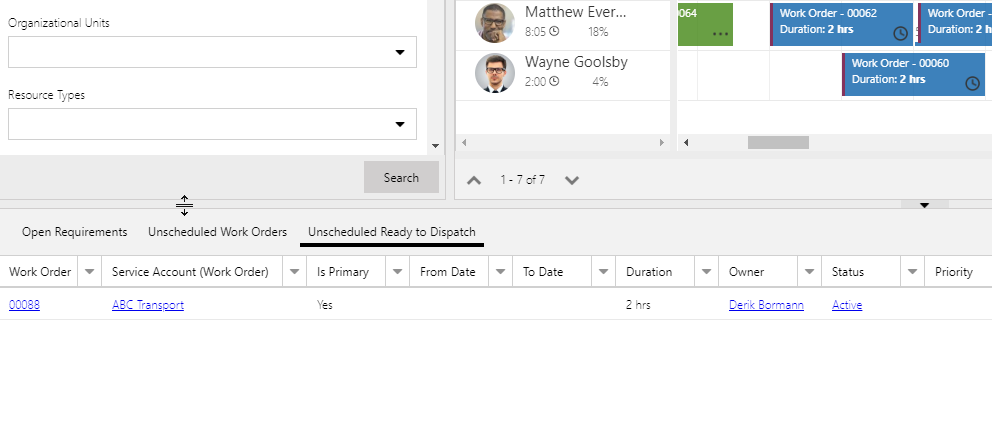 Organizational Units
Resource Types
Search
Matthew Ever...
8:05 18%
Wayne Goolsby
2:00 4%
064
...
Work Order - 00062
Duration: 2 hrs
Work Order - 000
Duration: 2 h
Work Order - 00060
Duration: 2 hrs
1 - 7 of 7
Open Requirements Unscheduled Work Orders Unscheduled Ready to Dispatch
Work Order Service Account (Work Order) Is Primary From Date To Date Duration Owner Status Priority
00088 ABC Transport Yes 2 hrs Derik Bormann Active